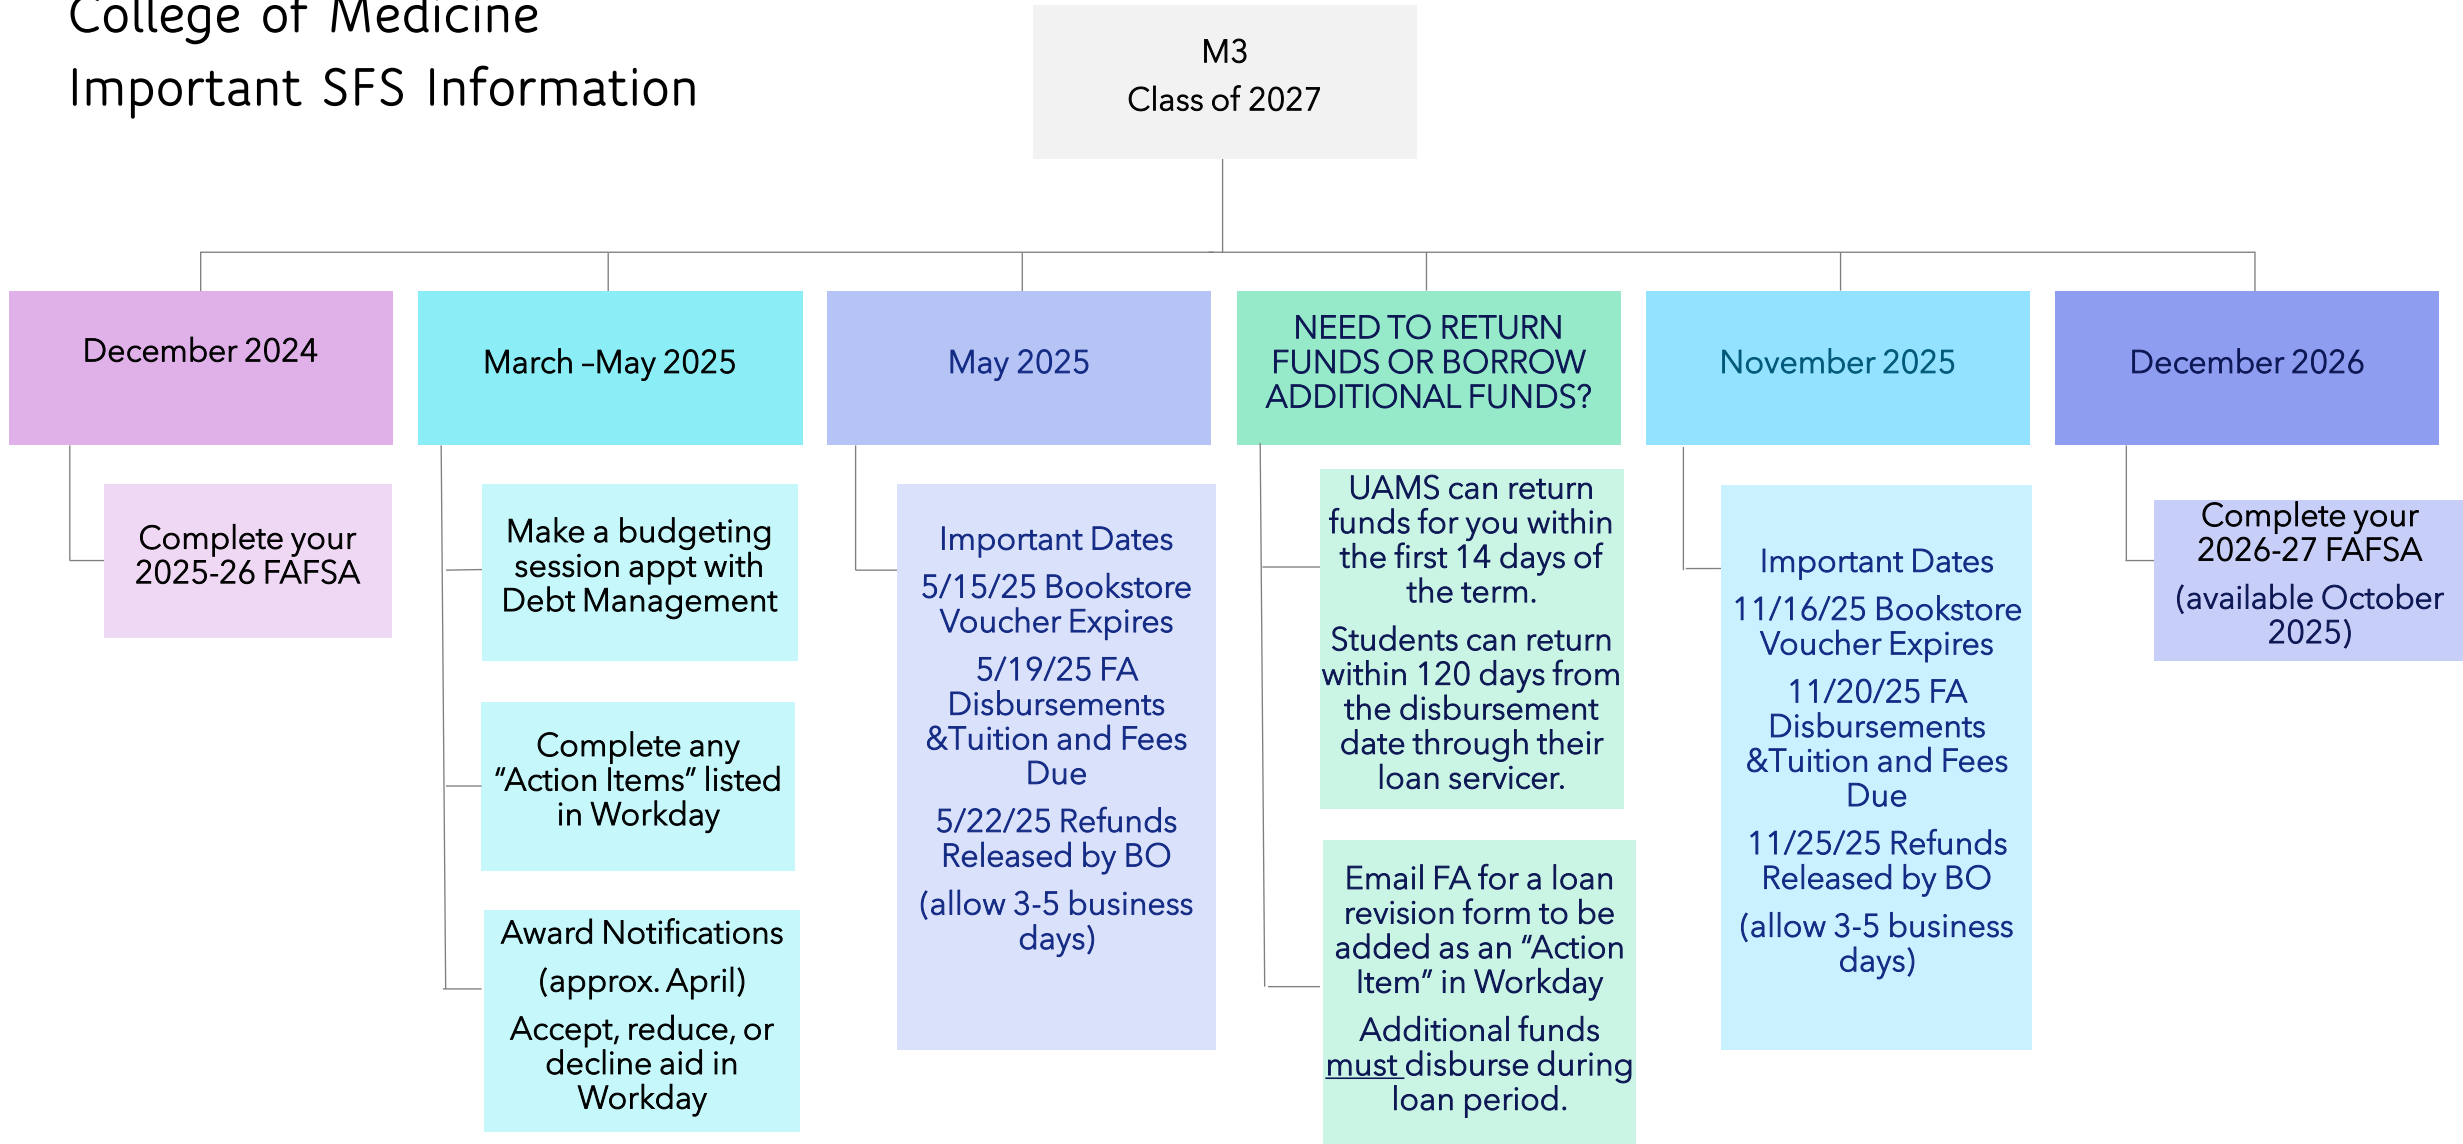 College of Medicine
Important SFS Information
M3
Class of 2027
December 2024
Complete your
2025-26 FAFSA
March –May 2025
Make a budgeting
session appt with
Debt Management
Complete any
“Action Items” listed
in Workday
Award Notifications
(approx. April)
Accept, reduce, or
decline aid in
Workday
May 2025
Important Dates
5/15/25 Bookstore
Voucher Expires
5/19/25 FA
Disbursements
&Tuition and Fees
Due
5/22/25 Refunds
Released by BO
(allow 3-5 business
days)
NEED TO RETURN
FUNDS OR BORROW
ADDITIONAL FUNDS?
UAMS can return
funds for you within
the first 14 days of
the term.
Students can return
within 120 days from
the disbursement
date through their
loan servicer.
Email FA for a loan
revision form to be
added as an “Action
Item” in Workday
Additional funds
must disburse during
loan period.
November 2025
Important Dates
11/16/25 Bookstore
Voucher Expires
11/20/25 FA
Disbursements
&Tuition and Fees
Due
11/25/25 Refunds
Released by BO
(allow 3-5 business
days)
December 2026
Complete your
2026-27 FAFSA
(available October
2025)